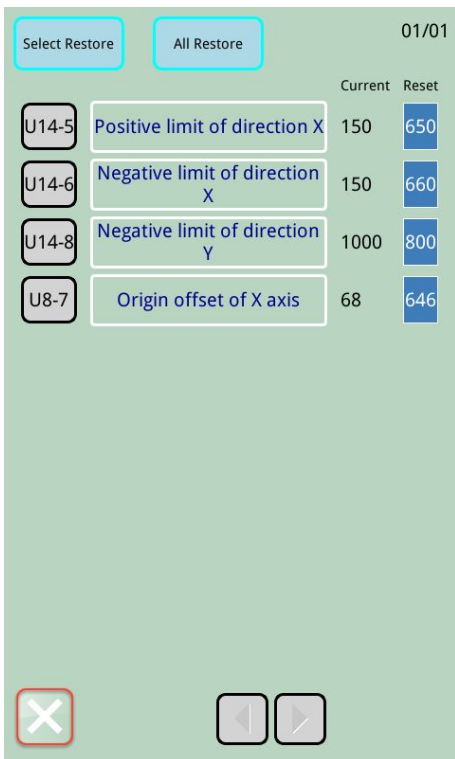 Select Restore All Restore 01/01
Current Reset
U14-5 Positive limit of direction X 150 650
U14-6 Negative limit of direction
X 150 660
U14-8 Negative limit of direction
Y 1000 800
U8-7 Origin offset of X axis 68 646